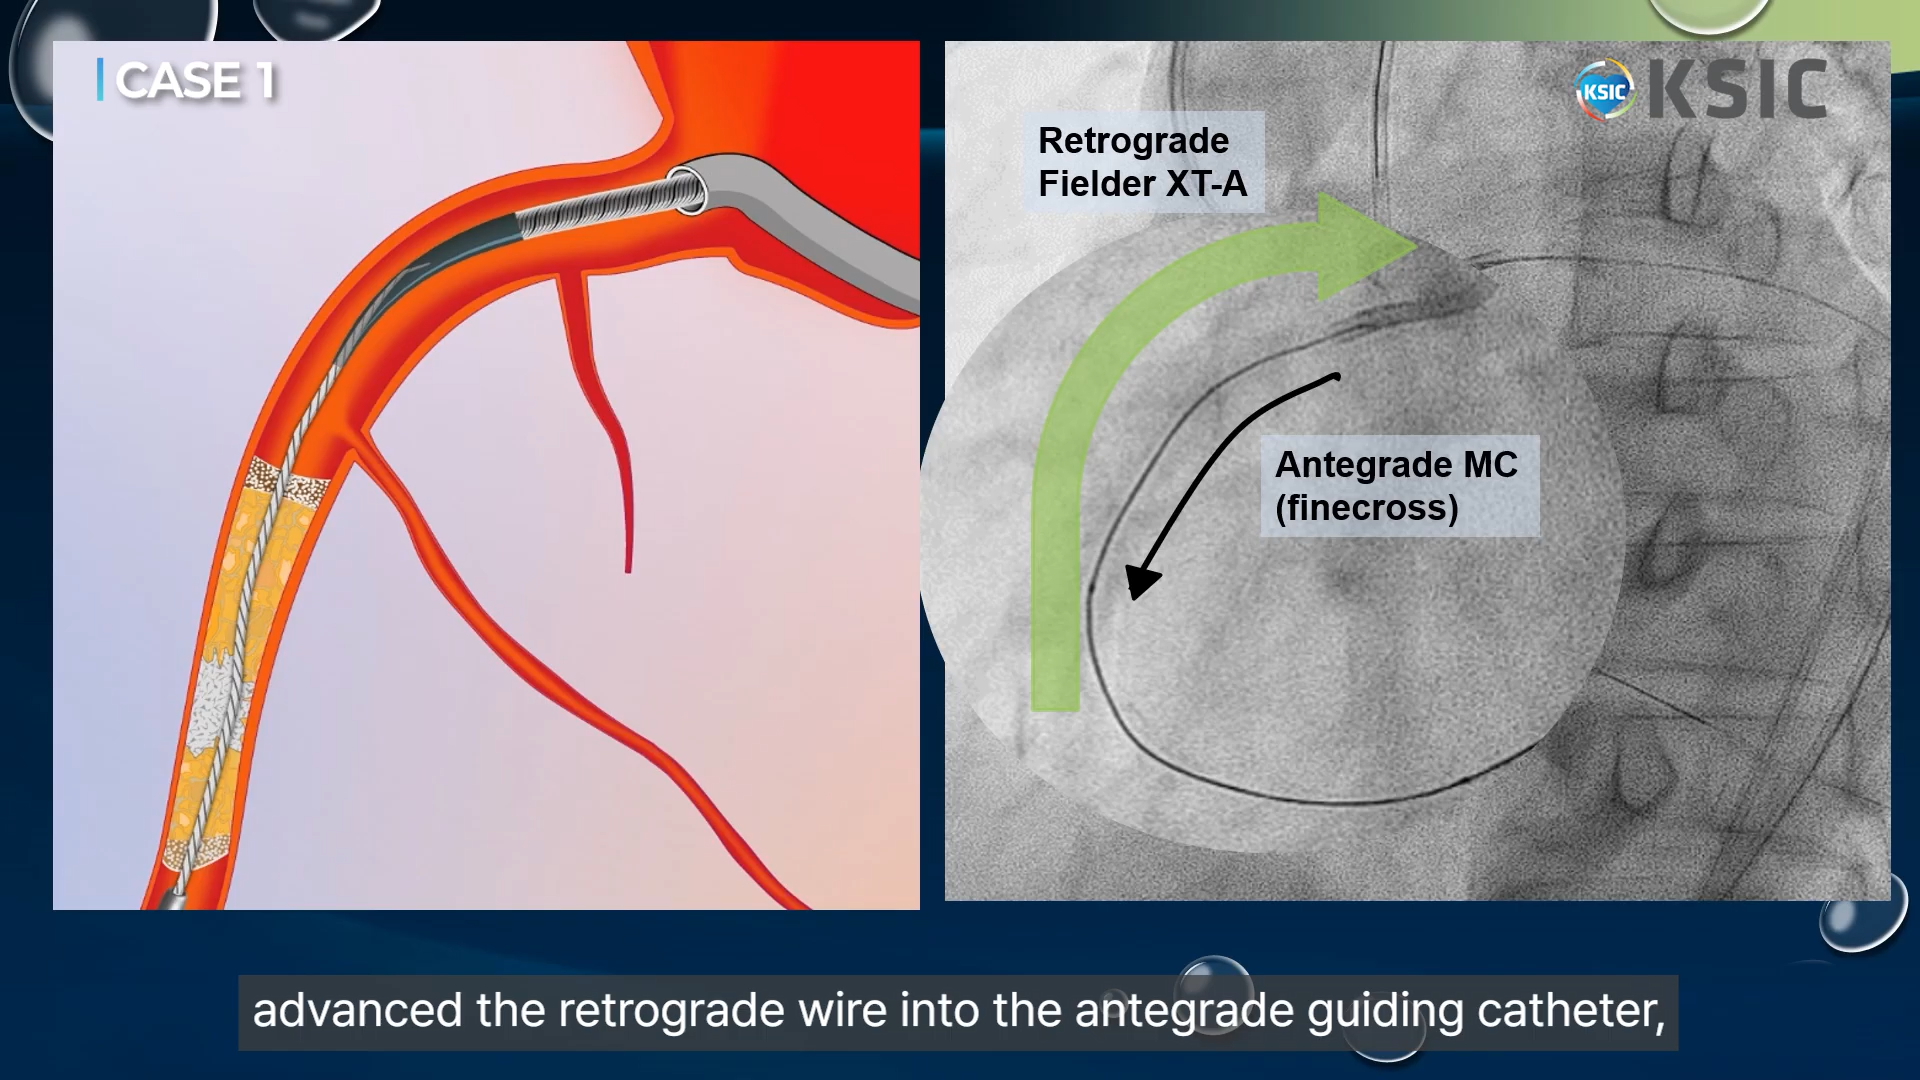 CASE 1
KSIC KSIC
Retrograde
Fielder XT-A
Antegrade MC
(finecross)
advanced the retrograde wire into the antegrade guiding catheter,